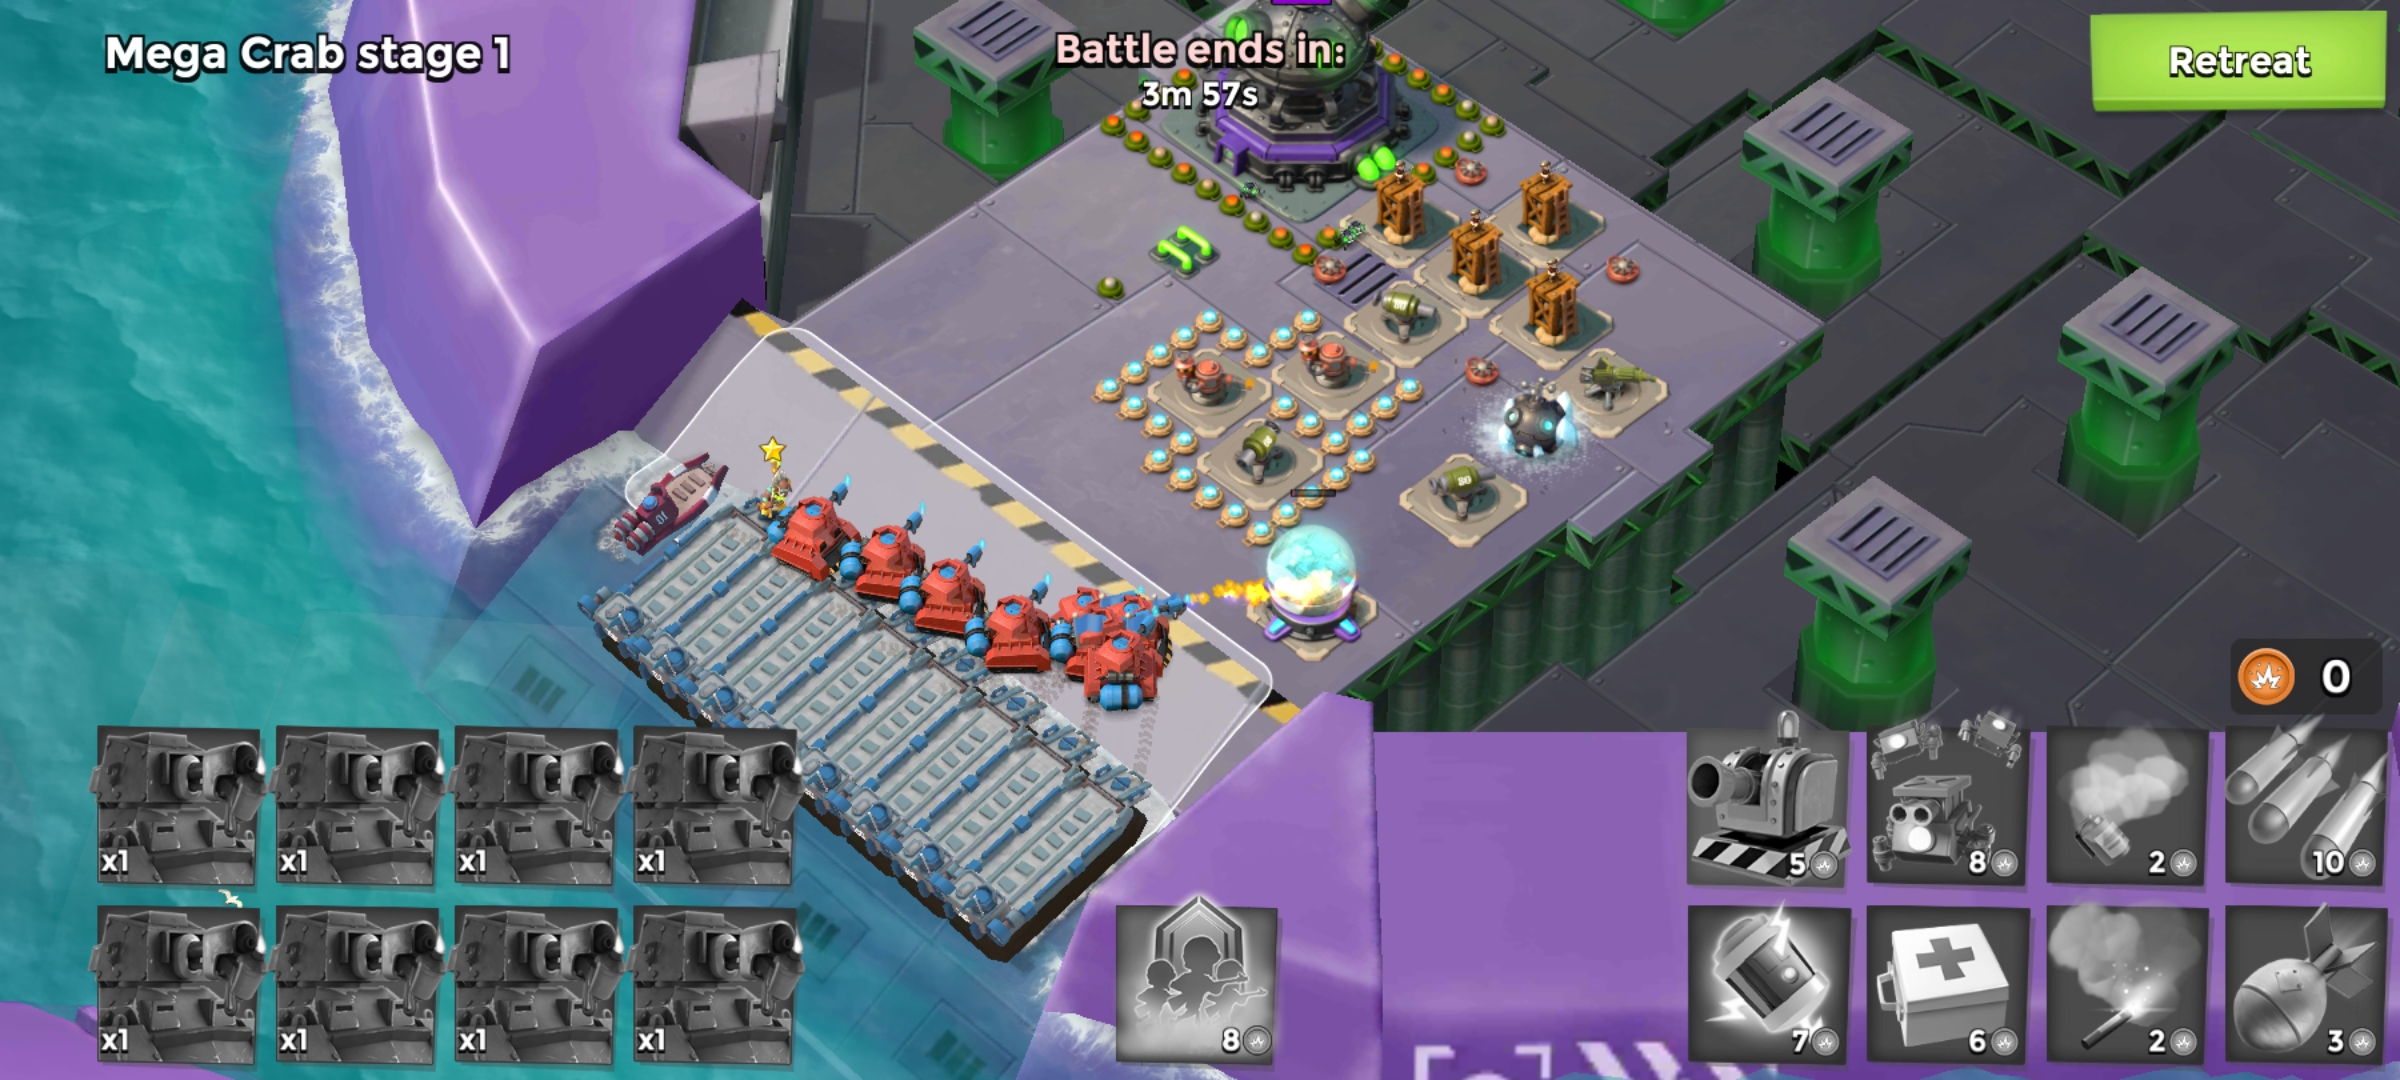 Mega Crab stage 1
Battle ends in:
3m 57s
Retreat
0
x1
x1
x1
x1
5
8
2
10
x1
x1
x1
x1
8
7
6
2
3